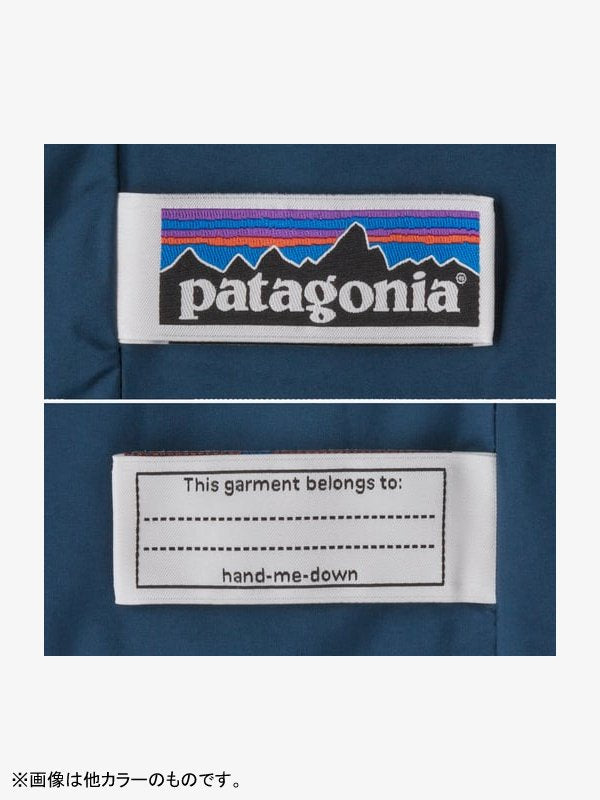 patagonia®
This garment belongs to:
hand-me-down
※画像は他カラーのものです。